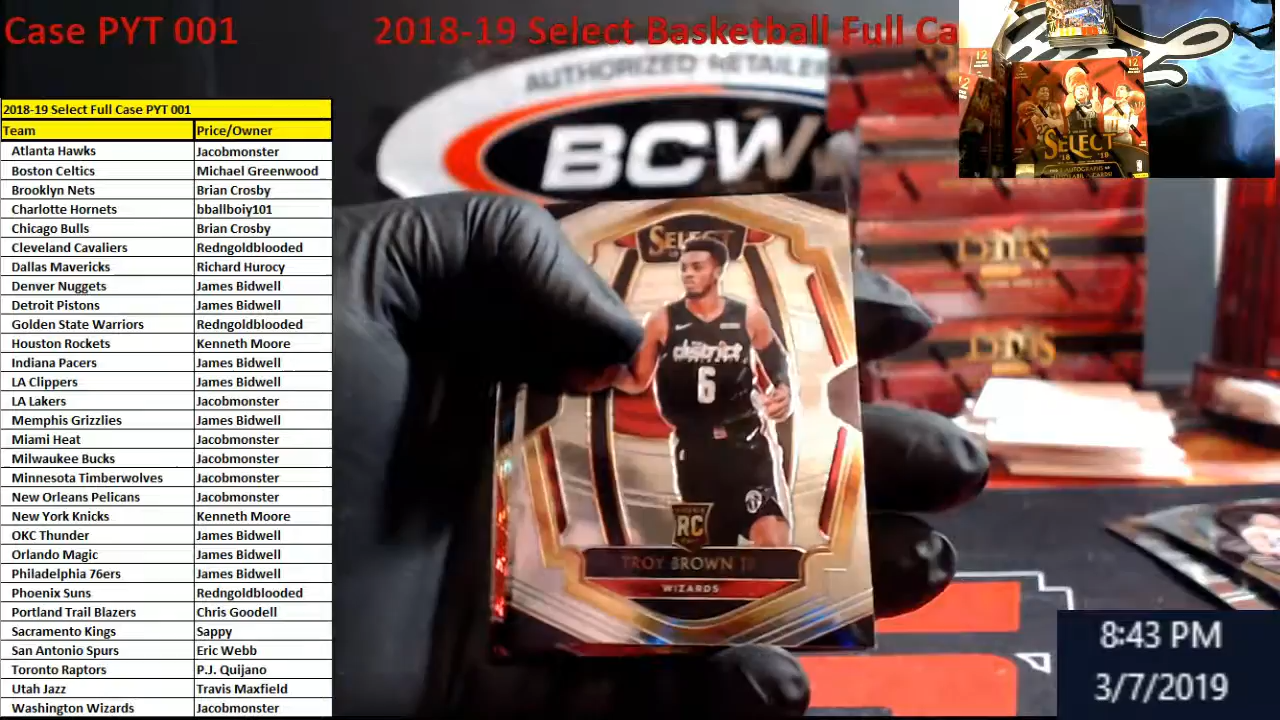 Case PYT 001
2018-19 Select Basketball Full Ca
2018-19 Select Full Case PYT 001
Team Price/Owner
Atlanta Hawks Jacobmonster
Boston Celtics Michael Greenwood
Brooklyn Nets Brian Crosby
Charlotte Hornets bballboiy101
Chicago Bulls Brian Crosby
Cleveland Cavaliers Redngoldblooded
Dallas Mavericks Richard Hurocy
Denver Nuggets James Bidwell
Detroit Pistons James Bidwell
Golden State Warriors Redngoldblooded
Houston Rockets Kenneth Moore
Indiana Pacers James Bidwell
LA Clippers James Bidwell
LA Lakers Jacobmonster
Memphis Grizzlies James Bidwell
Miami Heat Jacobmonster
Milwaukee Bucks Jacobmonster
Minnesota Timberwolves Jacobmonster
New Orleans Pelicans Jacobmonster
New York Knicks Kenneth Moore
OKC Thunder James Bidwell
Orlando Magic James Bidwell
Philadelphia 76ers James Bidwell
Phoenix Suns Redngoldblooded
Portland Trail Blazers Chris Goodell
Sacramento Kings Sappy
San Antonio Spurs Eric Webb
Toronto Raptors P.J. Quijano
Utah Jazz Travis Maxfield
Washington Wizards Jacobmonster
AUTHORIZED RETAILER
BCW
SELECT
district
6
RC
TROY BROWN
WIZARDS
12
12
SELECT
'18 '19
8:43 PM
3/7/2019